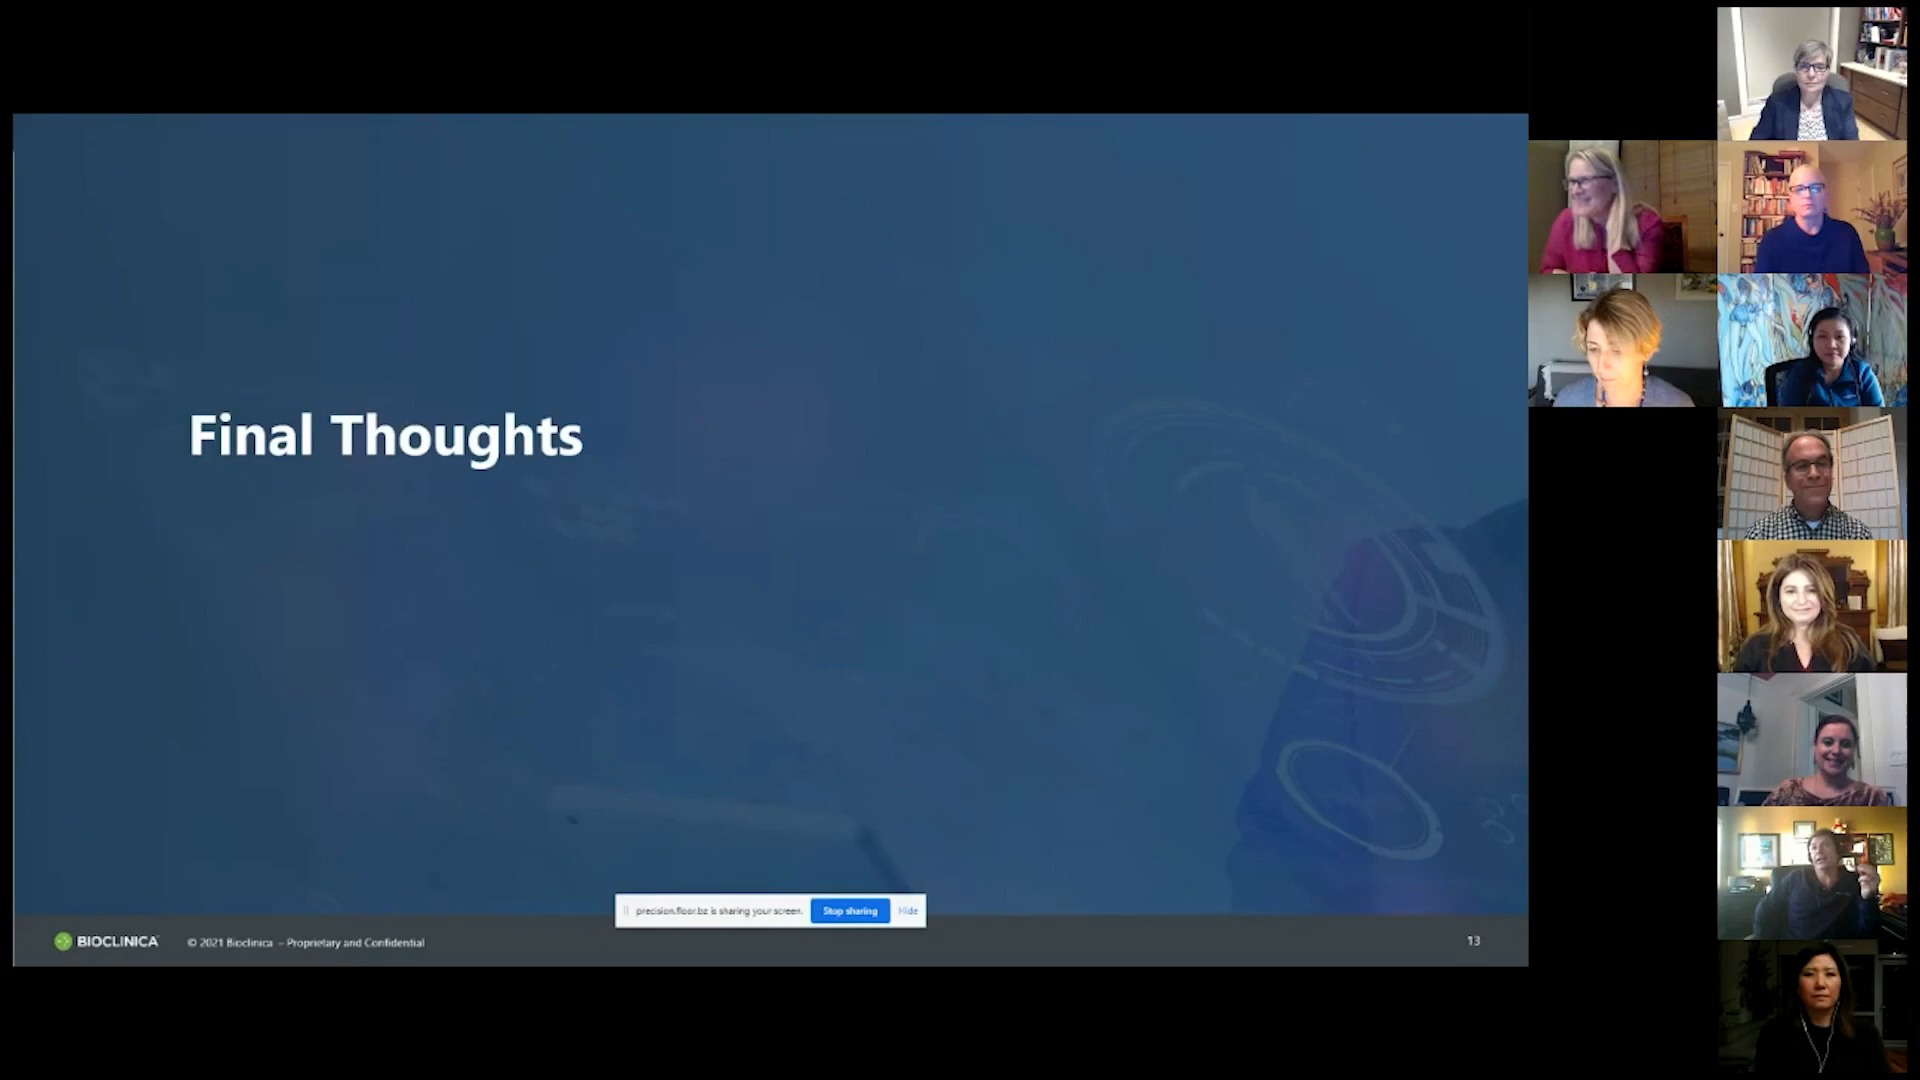 Final Thoughts
precision.floor.bz is sharing your screen.
Stop sharing
Hide
BIOCLINICA
© 2021 Bioclinica – Proprietary and Confidential
13